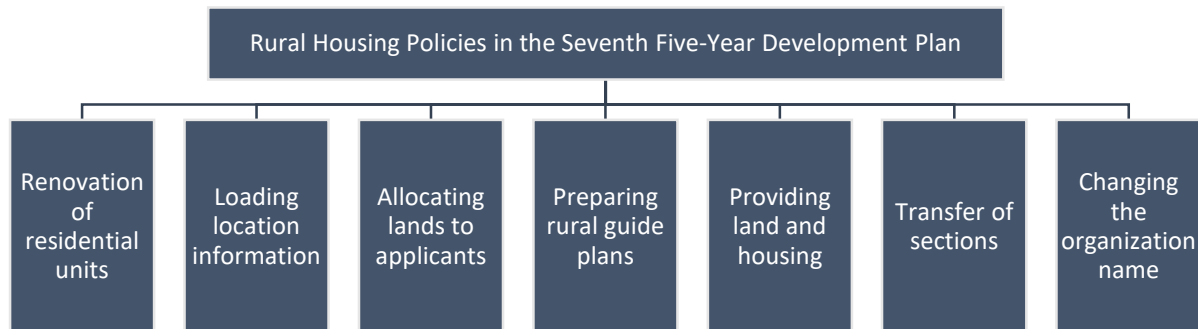 Rural Housing Policies in the Seventh Five-Year Development Plan
Renovation
of
residential
units
Loading
location
information
Allocating
lands to
applicants
Preparing
rural guide
plans
Providing
land and
housing
Transfer of
sections
Changing
the
organization
name